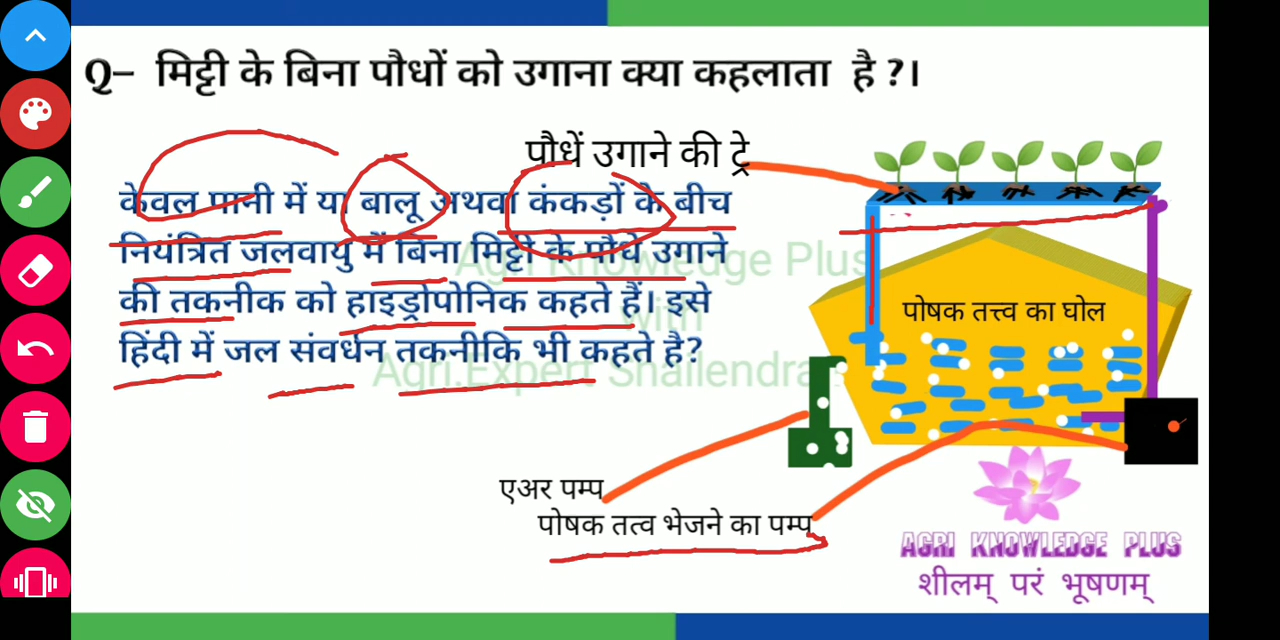 Q– मिट्टी के बिना पौधों को उगाना क्या कहलाता है ?।
पौधें उगाने की ट्रे
केवल पानी में या बालू अथवा कंकड़ों के बीच
नियंत्रित जलवायु में बिना मिट्टी के पौधे उगाने
की तकनीक को हाइड्रोपोनिक कहते हैं। इसे
हिंदी में जल संवर्धन तकनीकि भी कहते है?
Agri Knowledge Plus
with
Agri.Expert Shailendra
पोषक तत्त्व का घोल
एअर पम्प
पोषक तत्व भेजने का पम्प
AGRI KNOWLEDGE PLUS
शीलम् परं भूषणम्